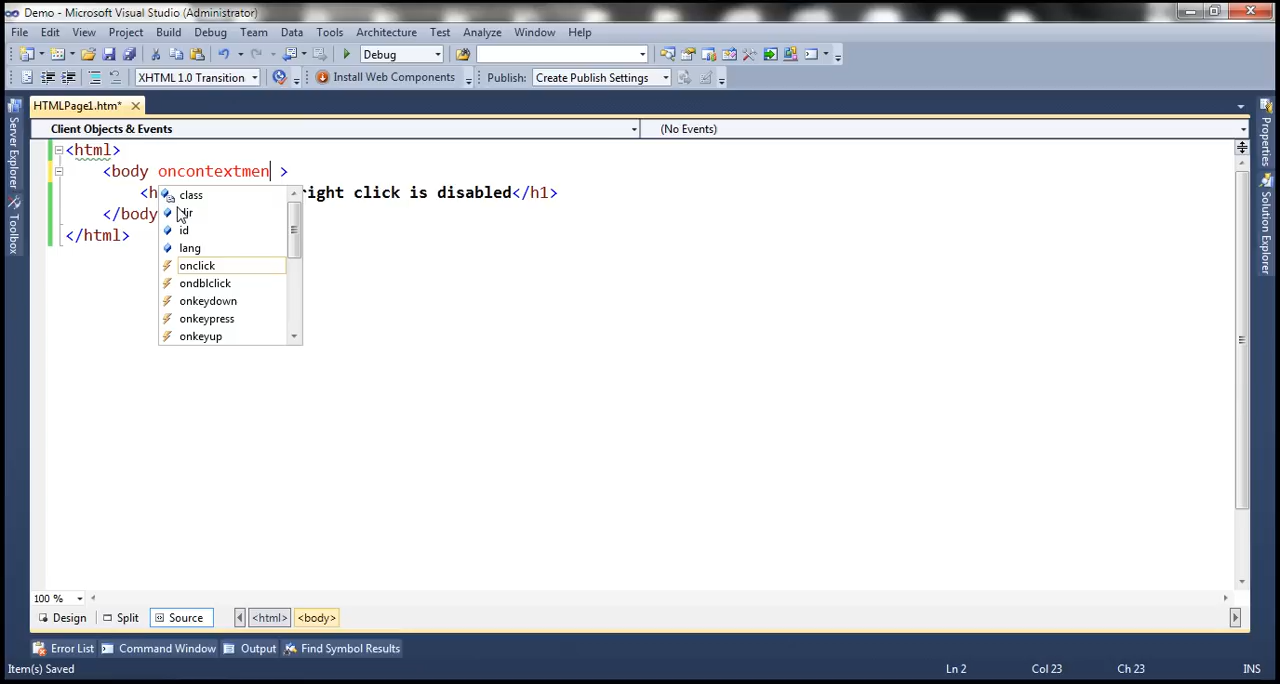 Demo - Microsoft Visual Studio (Administrator)
File Edit View Project Build Debug Team Data Tools Architecture Test Analyze Window Help
Debug
XHTML 1.0 Transition Install Web Components Publish: Create Publish Settings
HTMLPage1.htm*
Client Objects & Events (No Events)
<html>
<body oncontextmen >
<h right click is disabled</h1>
</body
</html>
class
dir
id
lang
onclick
ondblclick
onkeydown
onkeypress
onkeyup
Server Explorer
Toolbox
Properties
Solution Explorer
100 %
Design Split Source <html> <body>
Error List Command Window Output Find Symbol Results
Item(s) Saved Ln 2 Col 23 Ch 23 INS